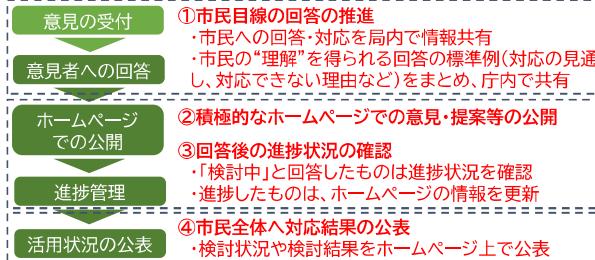 意見の受付
意見者への回答
ホームページ
での公開
進捗管理
活用状況の公表
①市民目線の回答の推進
・市民への回答・対応を局内で情報共有
・市民の“理解”を得られる回答の標準例（対応の見通
し、対応できない理由など）をまとめ、庁内で共有
②積極的なホームページでの意見・提案等の公開
③回答後の進捗状況の確認
・「検討中」と回答したものは進捗状況を確認
・進捗したものは、ホームページの情報を更新
④市民全体へ対応結果の公表
・検討状況や検討結果をホームページ上で公表